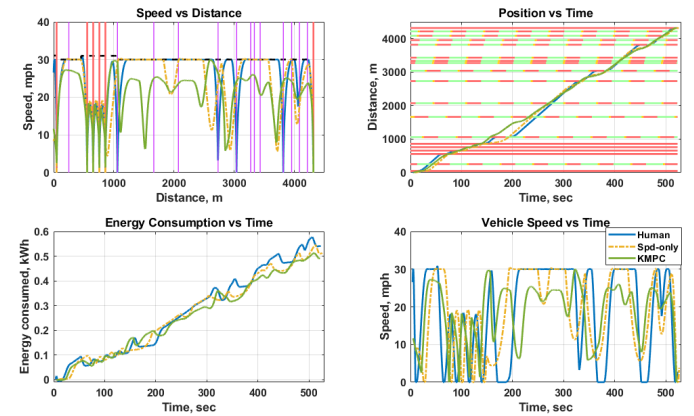 Speed vs Distance
40
30
20
10
0
Speed, mph
0 1000 2000 3000 4000
Distance, m
Position vs Time
4000
3000
2000
1000
0
Distance, m
0 100 200 300 400 500
Time, sec
Energy Consumption vs Time
0.6
0.5
0.4
0.3
0.2
0.1
0
Energy consumed, kWh
0 100 200 300 400 500
Time, sec
Vehicle Speed vs Time
Human
Spd-only
KMPC
40
30
20
10
0
Speed, mph
0 100 200 300 400 500
Time, sec